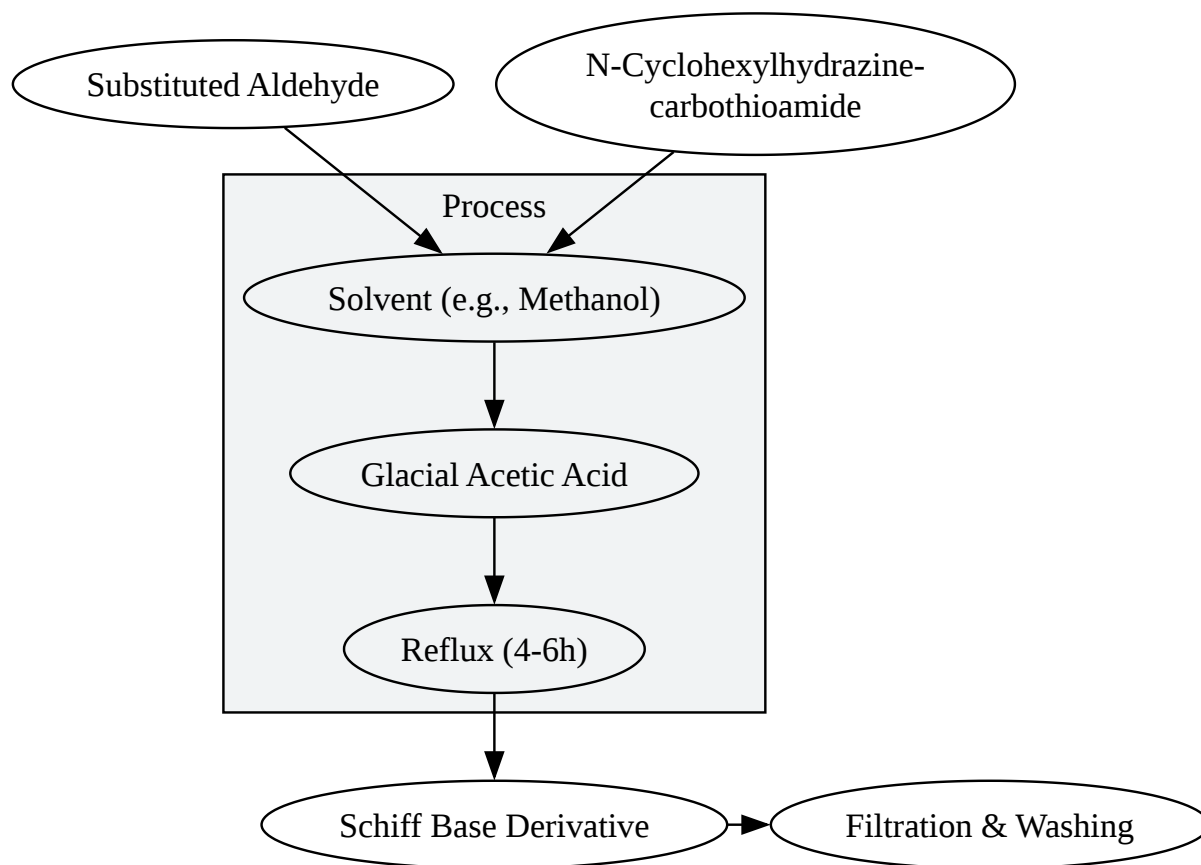 Substituted Aldehyde
N-Cyclohexylhydrazine-
carbothioamide
Process
Solvent (e.g., Methanol)
Glacial Acetic Acid
Reflux (4-6h)
Schiff Base Derivative
Filtration & Washing